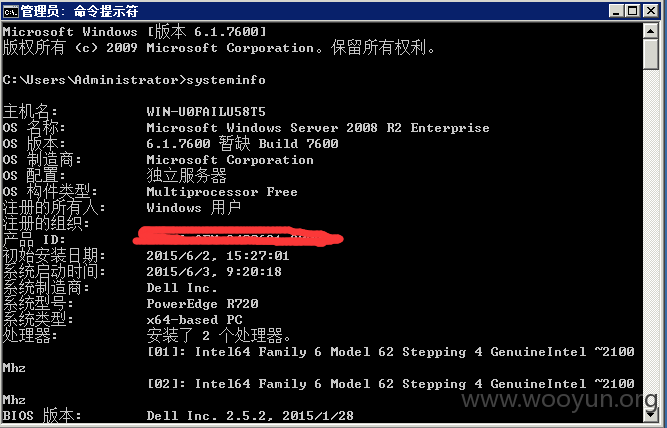 管理员: 命令提示符
Microsoft Windows [版本 6.1.7600]
版权所有 (c) 2009 Microsoft Corporation。保留所有权利。
C:\Users\Administrator>systeminfo
主机名: WIN-U0FAILU58T5
OS 名称: Microsoft Windows Server 2008 R2 Enterprise
OS 版本: 6.1.7600 暂缺 Build 7600
OS 制造商: Microsoft Corporation
OS 配置: 独立服务器
OS 构件类型: Multiprocessor Free
注册的所有人: Windows 用户
注册的组织:
产品 ID:
初始安装日期: 2015/6/2, 15:27:01
系统启动时间: 2015/6/3, 9:20:18
系统制造商: Dell Inc.
系统型号: PowerEdge R720
系统类型: x64-based PC
处理器: 安装了 2 个处理器。
[01]: Intel64 Family 6 Model 62 Stepping 4 GenuineIntel ~2100
Mhz
[02]: Intel64 Family 6 Model 62 Stepping 4 GenuineIntel ~2100
Mhz
BIOS 版本: Dell Inc. 2.5.2, 2015/1/28
www.wooyun.org